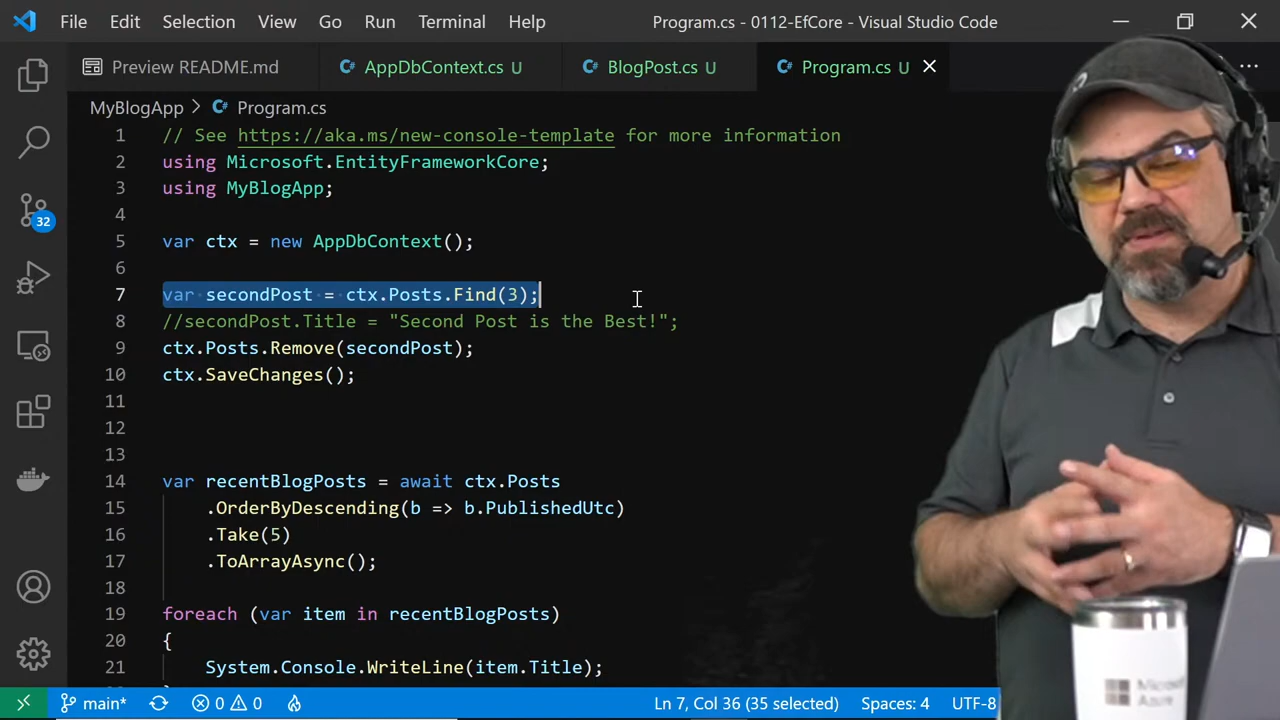 File Edit Selection View Go Run Terminal Help Program.cs - 0112-EfCore - Visual Studio Code
Preview README.md AppDbContext.cs U BlogPost.cs U Program.cs U
MyBlogApp > Program.cs
1 // See https://aka.ms/new-console-template for more information
2 using Microsoft.EntityFrameworkCore;
3 using MyBlogApp;
4
5 var ctx = new AppDbContext();
6
7 var secondPost = ctx.Posts.Find(3);
8 //secondPost.Title = "Second Post is the Best!";
9 ctx.Posts.Remove(secondPost);
10 ctx.SaveChanges();
11
12
13
14 var recentBlogPosts = await ctx.Posts
15 .OrderByDescending(b => b.PublishedUtc)
16 .Take(5)
17 .ToArrayAsync();
18
19 foreach (var item in recentBlogPosts)
20 {
21 System.Console.WriteLine(item.Title);
32
main* 0 0 Ln 7, Col 36 (35 selected) Spaces: 4 UTF-8
Microsoft
Azure